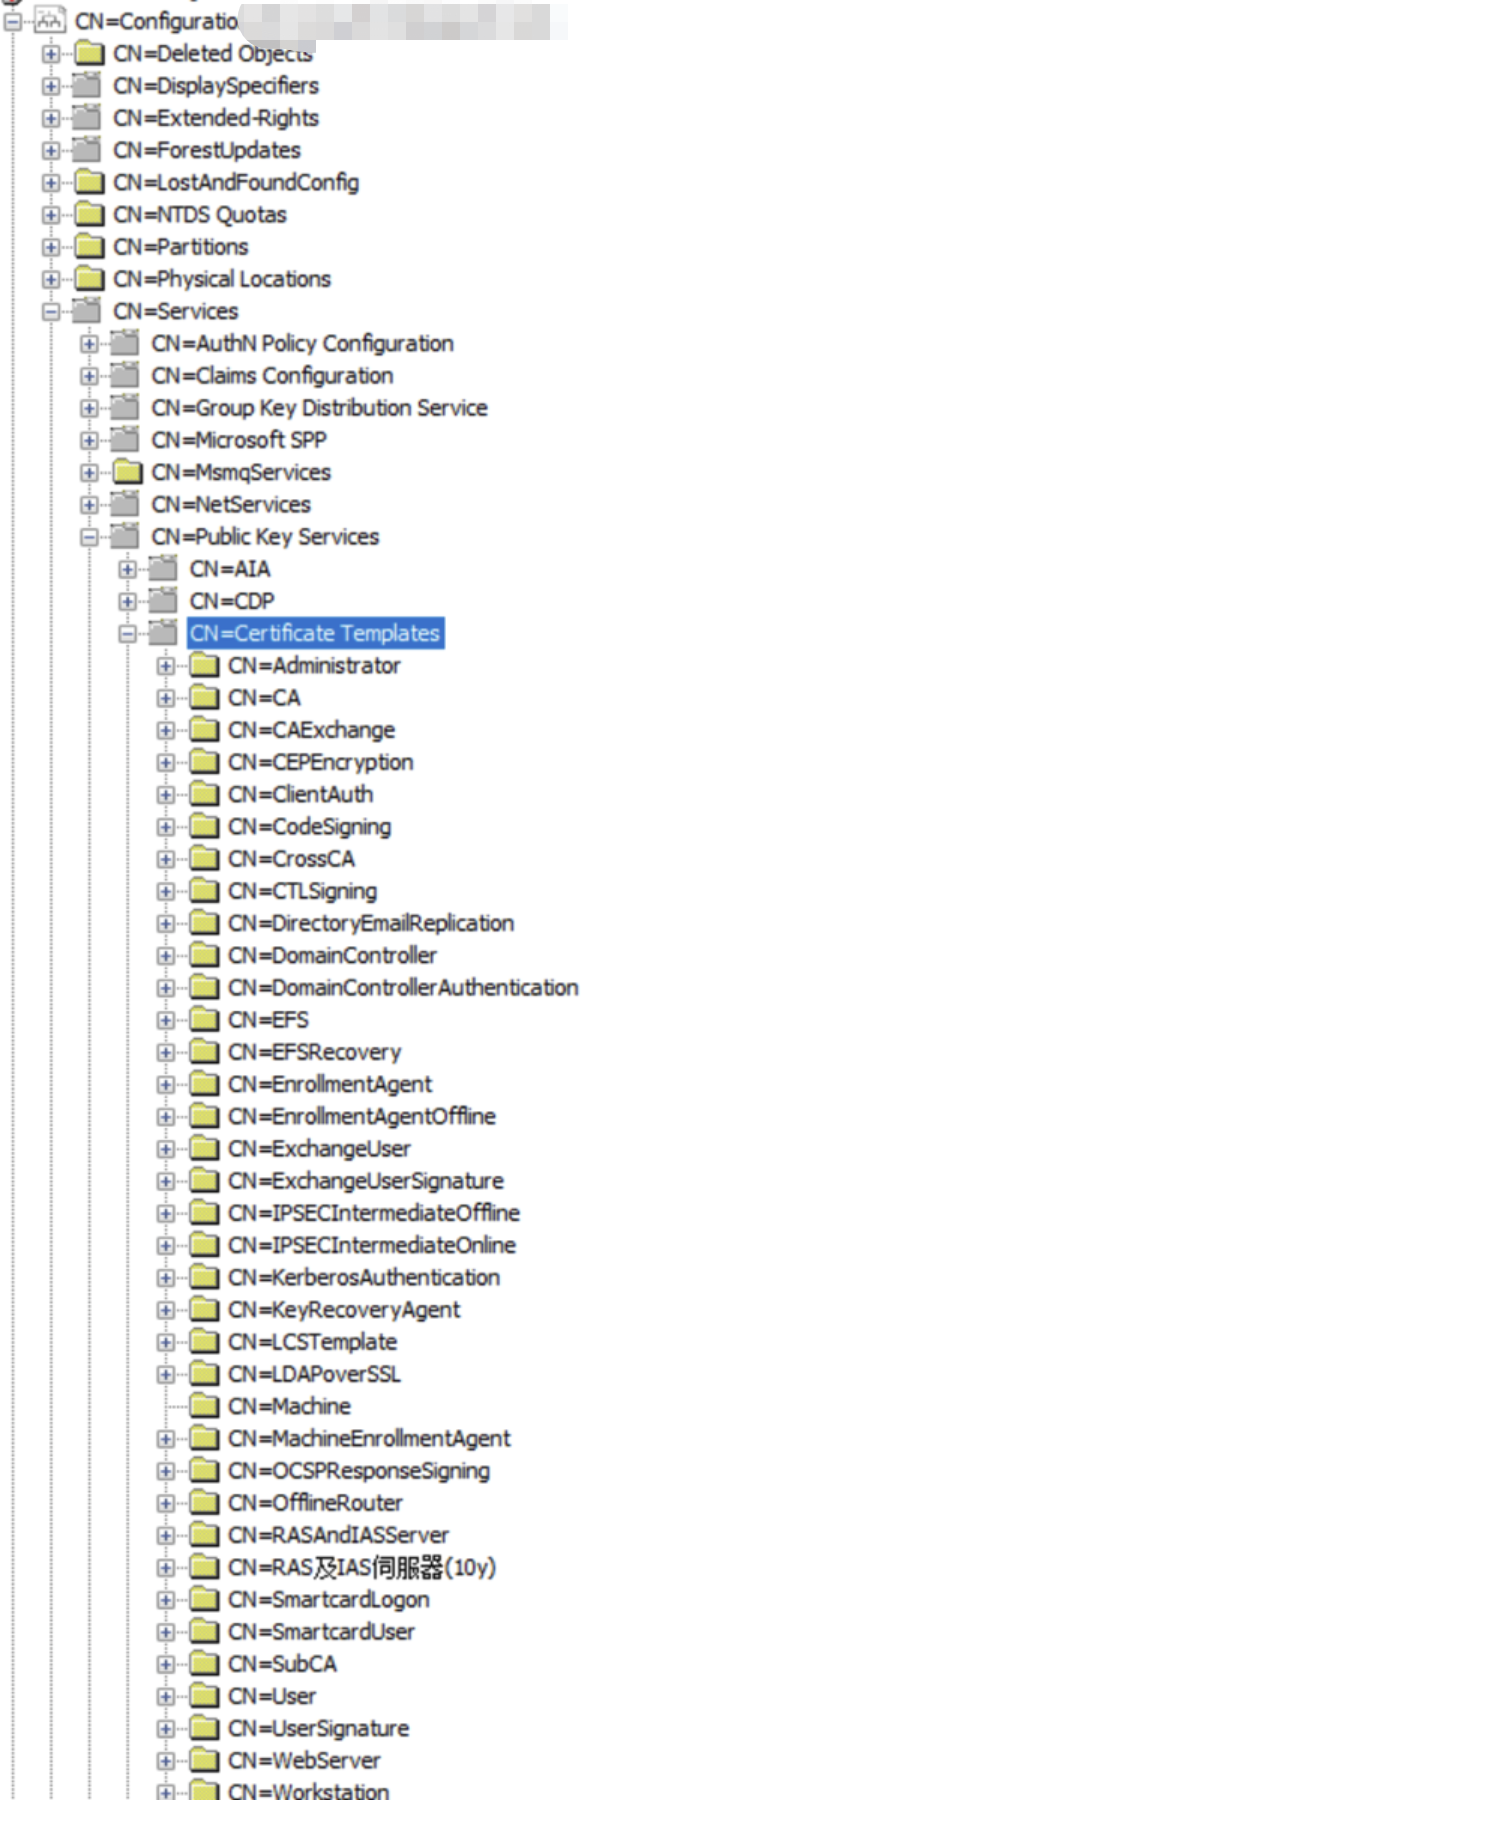 CN=Configuratio
CN=Deleted Objects
CN=DisplaySpecifiers
CN=Extended-Rights
CN=ForestUpdates
CN=LostAndFoundConfig
CN=NTDS Quotas
CN=Partitions
CN=Physical Locations
CN=Services
CN=AuthN Policy Configuration
CN=Claims Configuration
CN=Group Key Distribution Service
CN=Microsoft SPP
CN=MsmqServices
CN=NetServices
CN=Public Key Services
CN=AIA
CN=CDP
CN=Certificate Templates
CN=Administrator
CN=CA
CN=CAExchange
CN=CEPEncryption
CN=ClientAuth
CN=CodeSigning
CN=CrossCA
CN=CTLSigning
CN=DirectoryEmailReplication
CN=DomainController
CN=DomainControllerAuthentication
CN=EFS
CN=EFSRecovery
CN=EnrollmentAgent
CN=EnrollmentAgentOffline
CN=ExchangeUser
CN=ExchangeUserSignature
CN=IPSECIntermediateOffline
CN=IPSECIntermediateOnline
CN=KerberosAuthentication
CN=KeyRecoveryAgent
CN=LCSTemplate
CN=LDAPoverSSL
CN=Machine
CN=MachineEnrollmentAgent
CN=OCSPResponseSigning
CN=OfflineRouter
CN=RASAndIASServer
CN=RAS及IAS伺服器(10y)
CN=SmartcardLogon
CN=SmartcardUser
CN=SubCA
CN=User
CN=UserSignature
CN=WebServer
CN=Workstation